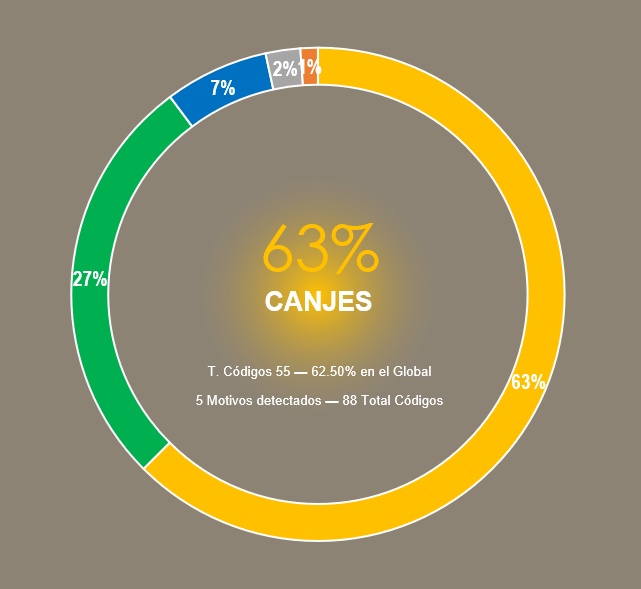 2%
1%
7%
27%
63%
CANJES
T. Códigos 55 — 62.50% en el Global
63%
5 Motivos detectados — 88 Total Códigos